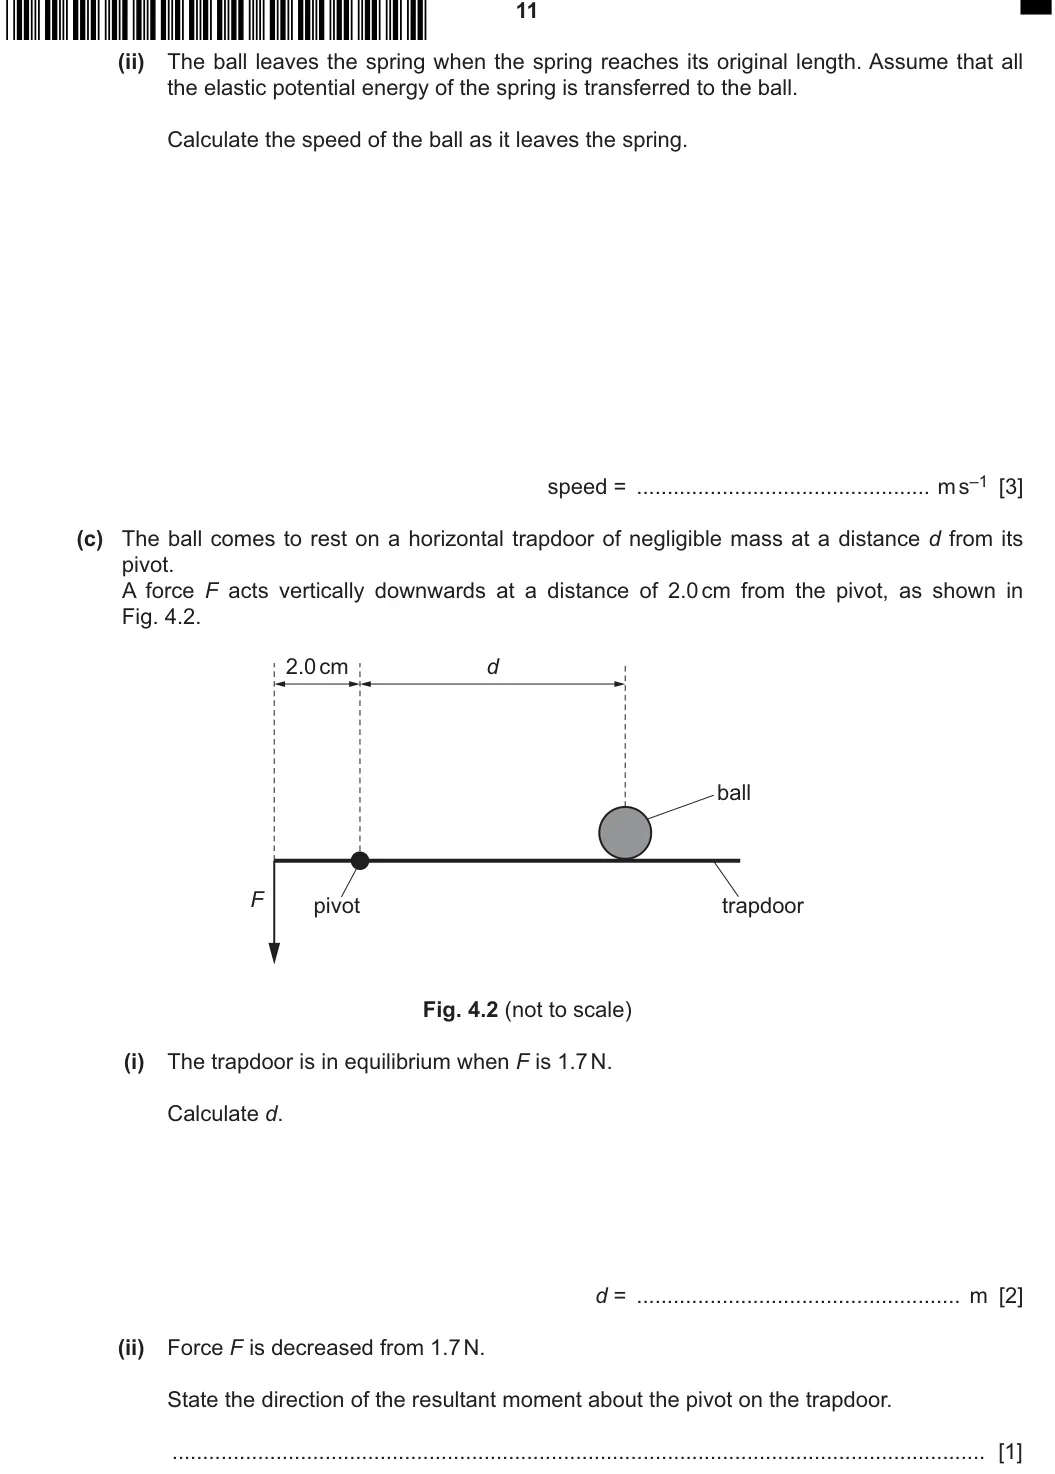 11
(ii) The ball leaves the spring when the spring reaches its original length. Assume that all
the elastic potential energy of the spring is transferred to the ball.
Calculate the speed of the ball as it leaves the spring.
speed = ................................................ m s⁻¹ [3]
(c) The ball comes to rest on a horizontal trapdoor of negligible mass at a distance d from its
pivot.
A force F acts vertically downwards at a distance of 2.0 cm from the pivot, as shown in
Fig. 4.2.
2.0 cm d
ball
F pivot trapdoor
Fig. 4.2 (not to scale)
(i) The trapdoor is in equilibrium when F is 1.7 N.
Calculate d.
d = ..................................................... m [2]
(ii) Force F is decreased from 1.7 N.
State the direction of the resultant moment about the pivot on the trapdoor.
..................................................................................................................................... [1]